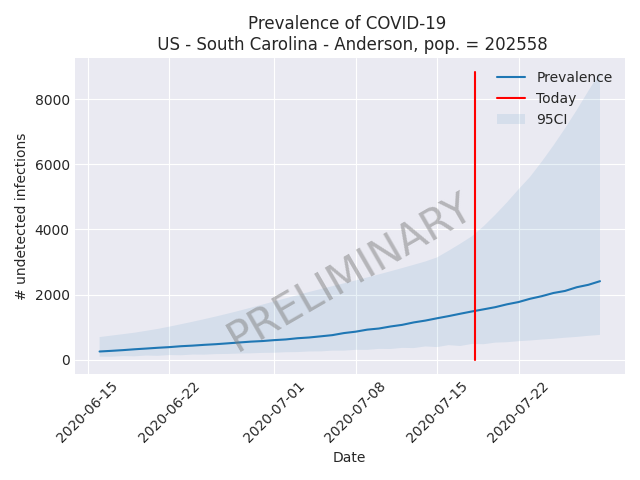 Prevalence of COVID-19
US - South Carolina - Anderson, pop. = 202558
Prevalence
Today
95CI
PRELIMINARY
# undetected infections
8000
6000
4000
2000
0
2020-06-15
2020-06-22
2020-07-01
2020-07-08
2020-07-15
2020-07-22
Date